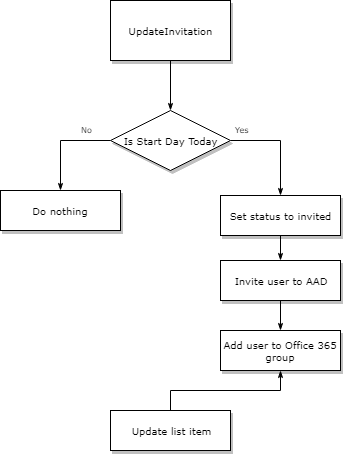 UpdateInvitation
No
Is Start Day Today
Yes
Do nothing
Set status to invited
Invite user to AAD
Add user to Office 365
group
Update list item